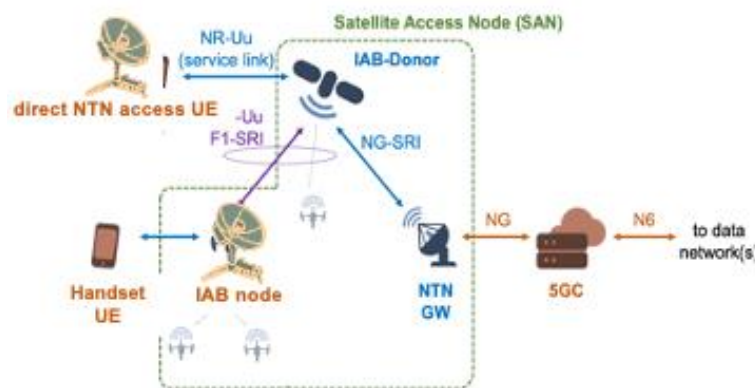 Satellite Access Node (SAN)
NR-Uu
(service link)
IAB-Donor
direct NTN access UE
-Uu
F1-SRI
NG-SRI
NG
N6
to data
network(s)
Handset
UE
IAB node
NTN
GW
5GC